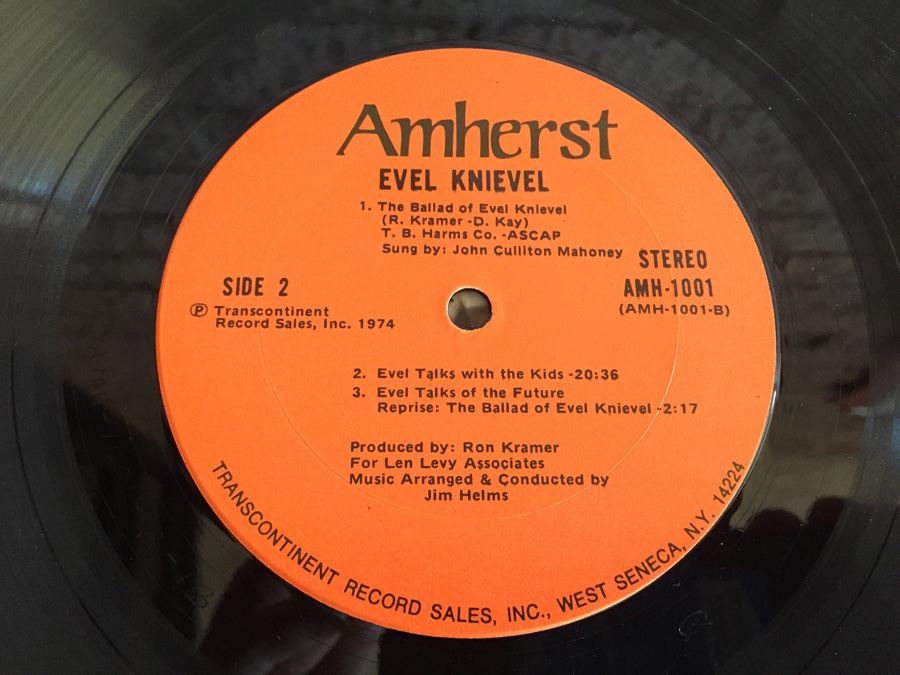 Amherst
EVEL KNIEVEL
1. The Ballad of Evel Knievel
(R. Kramer -D. Kay)
T. B. Harms Co. -ASCAP
Sung by: John Culliton Mahoney
STEREO
SIDE 2
AMH-1001
(AMH-1001-B)
Ⓟ Transcontinent
Record Sales, Inc. 1974
2. Evel Talks with the Kids -20:36
3. Evel Talks of the Future
Reprise: The Ballad of Evel Knievel -2:17
Produced by: Ron Kramer
For Len Levy Associates
Music Arranged & Conducted by
Jim Helms
TRANSCONTINENT RECORD SALES, INC., WEST SENECA, N.Y. 14224